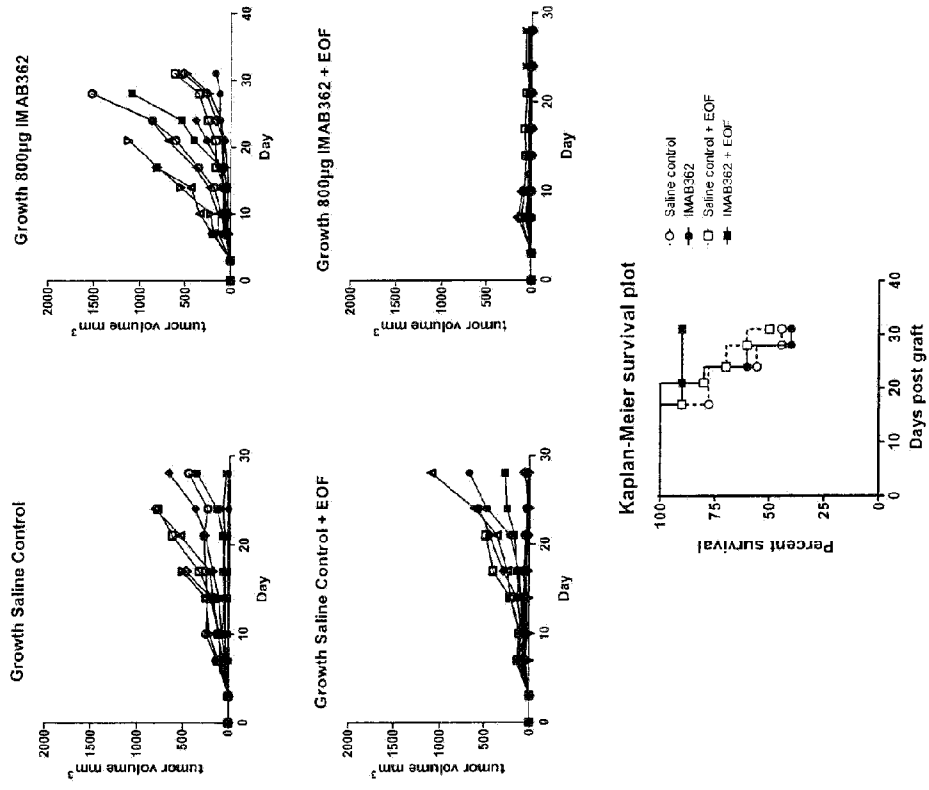 Growth Saline Control
2000
1500
1000
500
0
tumor volume mm³
0
10
20
30
Day
Growth 800µg IMAB362
2000
1500
1000
500
0
tumor volume mm³
0
10
20
30
40
Day
Growth Saline Control + EOF
2000
1500
1000
500
0
tumor volume mm³
0
10
20
30
Day
Growth 800µg IMAB362 + EOF
2000
1500
1000
500
0
tumor volume mm³
0
10
20
30
Day
Kaplan-Meier survival plot
100
75
50
25
0
Percent survival
0
10
20
30
40
Days post graft
Saline control
IMAB362
Saline control + EOF
IMAB362 + EOF